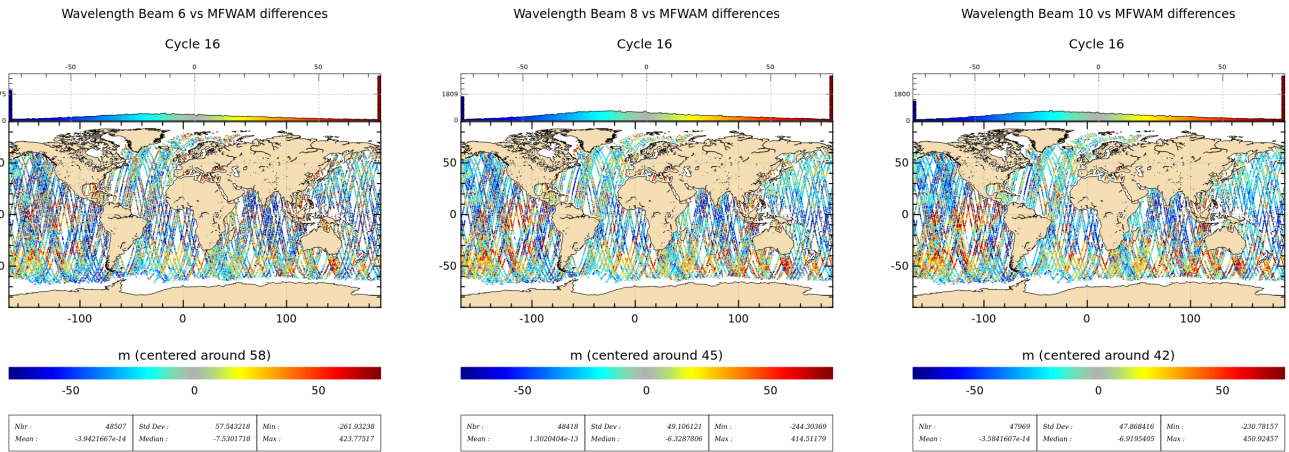 Wavelength Beam 6 vs MFWAM differences
Cycle 16
-50 0 50
75
0
50
0
-50
-100 0 100
m (centered around 58)
-50 0 50
Nbr : 48507 Std Dev : 57.543218 Min : -261.93238
Mean : -3.9421667e-14 Median : -7.5301718 Max : 423.77517
Wavelength Beam 8 vs MFWAM differences
Cycle 16
-50 0 50
1809
0
50
0
-50
-100 0 100
m (centered around 45)
-50 0 50
Nbr : 48418 Std Dev : 49.106121 Min : -244.30369
Mean : 1.3020404e-13 Median : -6.3287806 Max : 414.51179
Wavelength Beam 10 vs MFWAM differences
Cycle 16
-50 0 50
1800
0
50
0
-50
-100 0 100
m (centered around 42)
-50 0 50
Nbr : 47969 Std Dev : 47.868416 Min : -230.78157
Mean : -3.5841607e-14 Median : -6.9195405 Max : 450.92457